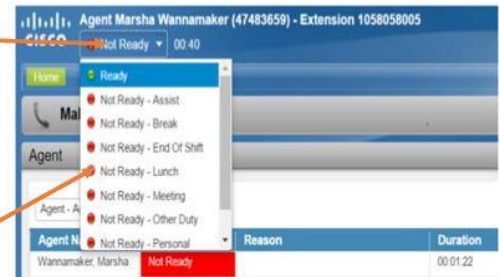 Agent Marsha Wannamaker (47483659) - Extension 1058058005
CISCO
Not Ready 00:40
Home
Ready
Not Ready - Assist
Not Ready - Break
Not Ready - End Of Shift
Not Ready - Lunch
Not Ready - Meeting
Not Ready - Other Duty
Not Ready - Personal
Agent
Reason Duration
Wannamaker, Marsha Not Ready 00:01:22